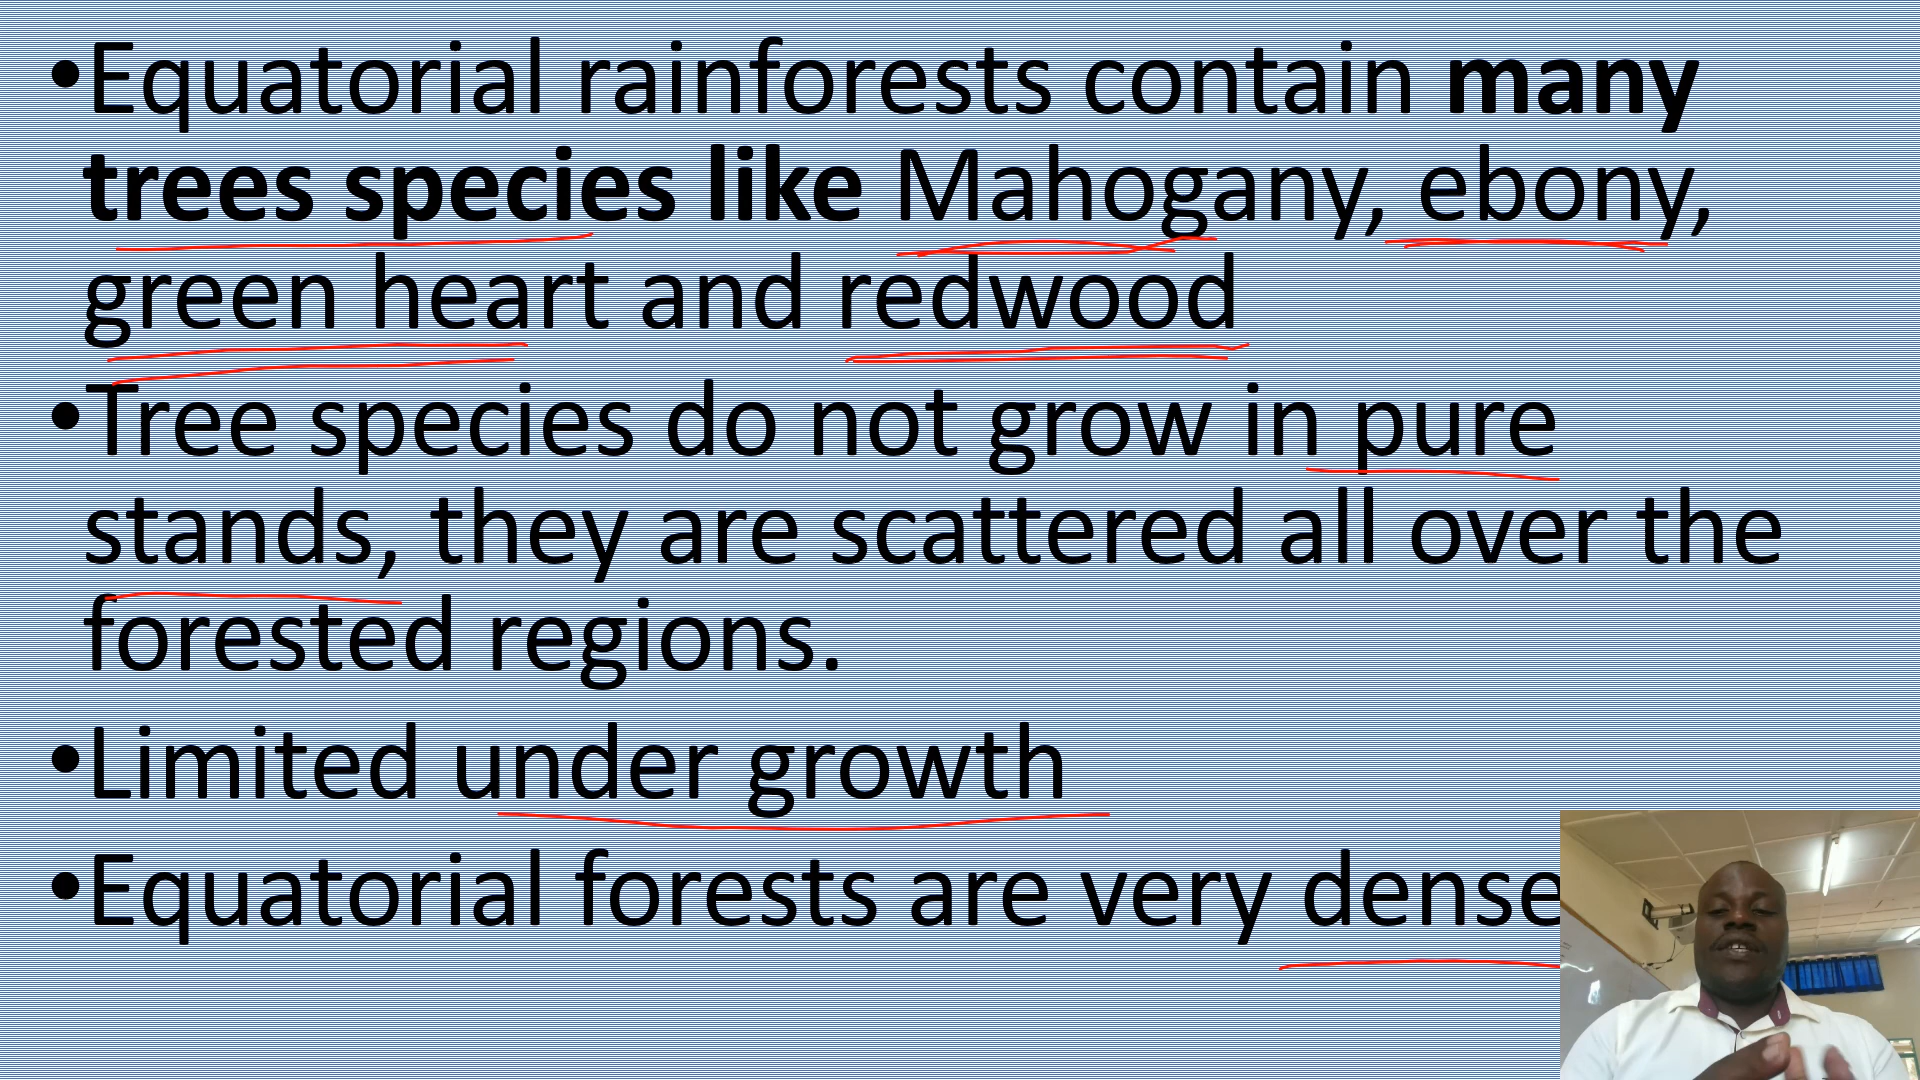 •Equatorial rainforests contain many
trees species like Mahogany, ebony,
green heart and redwood
•Tree species do not grow in pure
stands, they are scattered all over the
forested regions.
•Limited under growth
•Equatorial forests are very dense